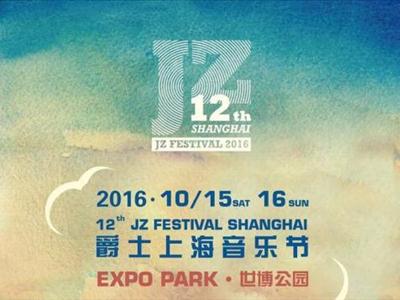 JZ
12th
SHANGHAI
JZ FESTIVAL 2016
2016·10/15SAT 16SUN
12th JZ FESTIVAL SHANGHAI
爵士上海音乐节
EXPO PARK·世博公园